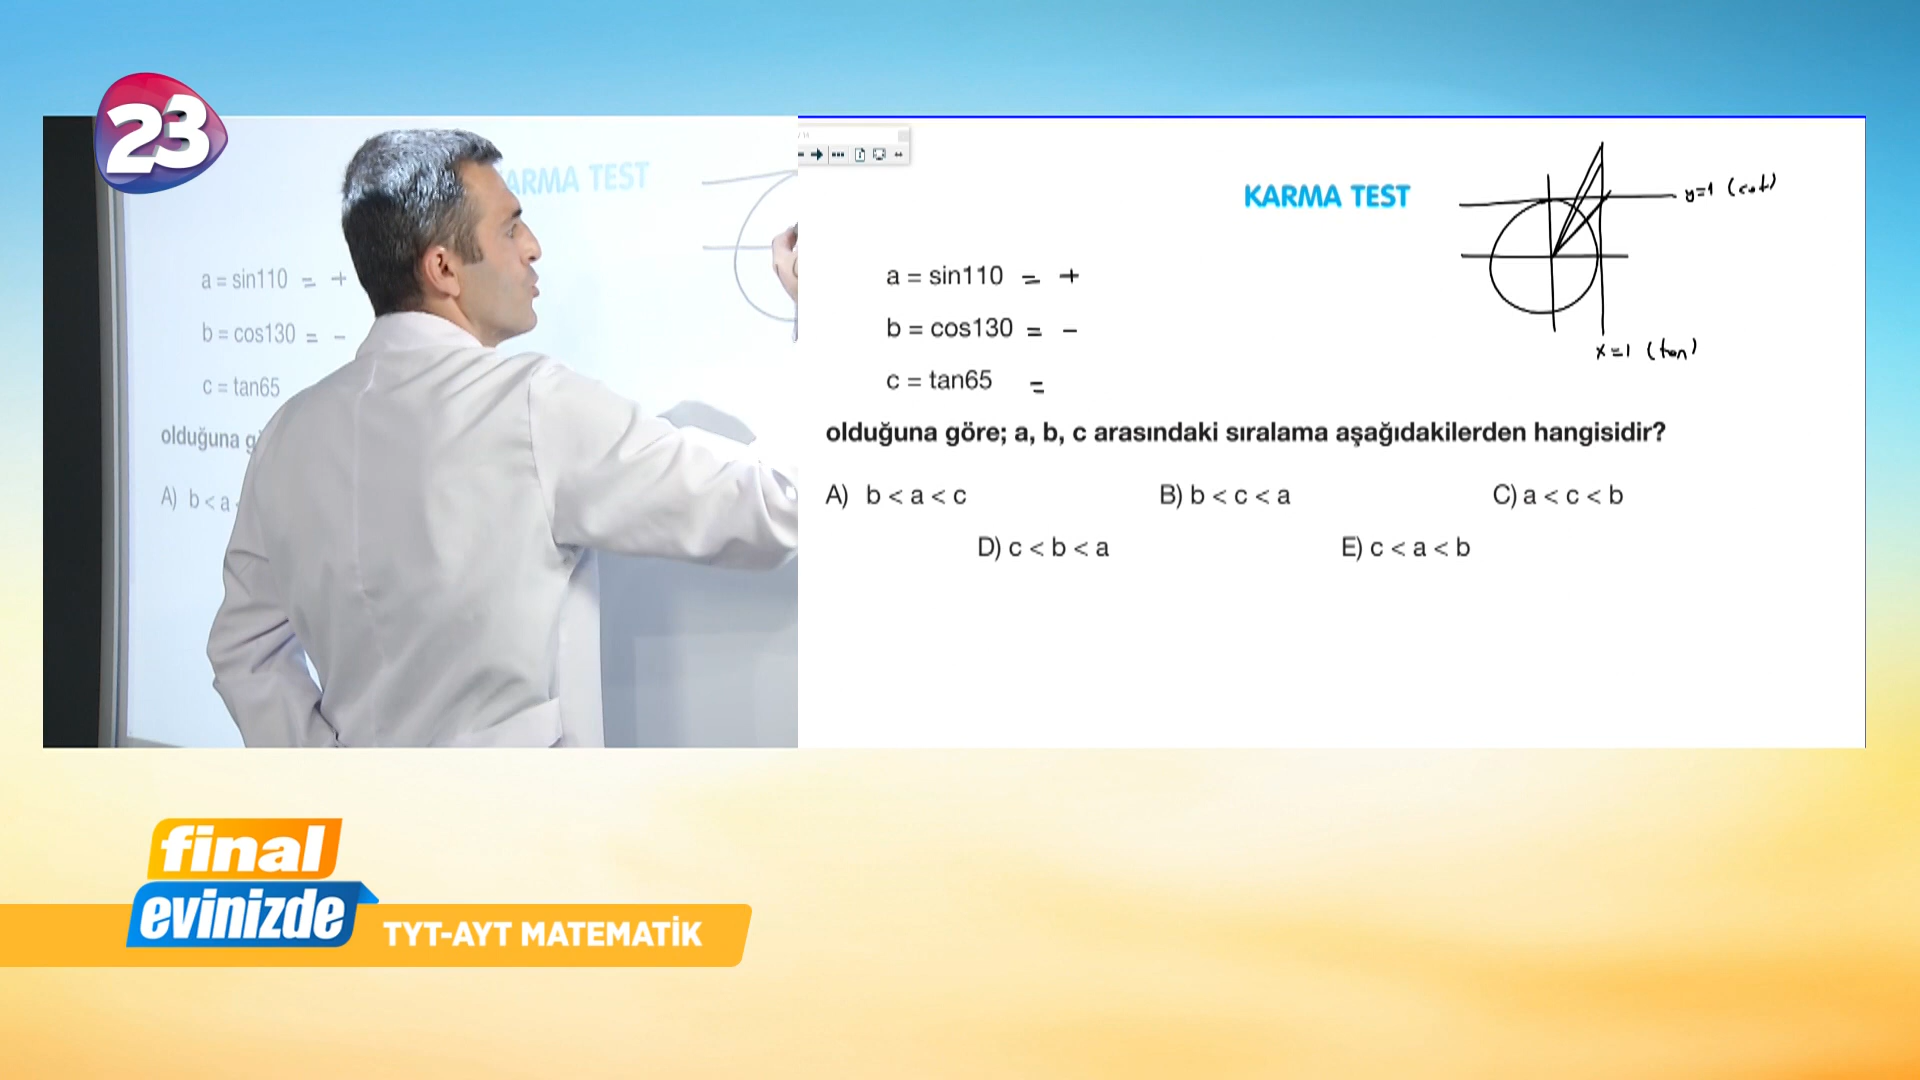 23
ARMA TEST
a = sin110 = +
b = cos130 = -
c = tan65
olduğuna g
A) b < a
KARMA TEST
y=1 (cot)
x=1 (tan)
a = sin110 = +
b = cos130 = -
c = tan65 =
olduğuna göre; a, b, c arasındaki sıralama aşağıdakilerden hangisidir?
A) b < a < c
B) b < c < a
C) a < c < b
D) c < b < a
E) c < a < b
final
evinizde
TYT-AYT MATEMATİK